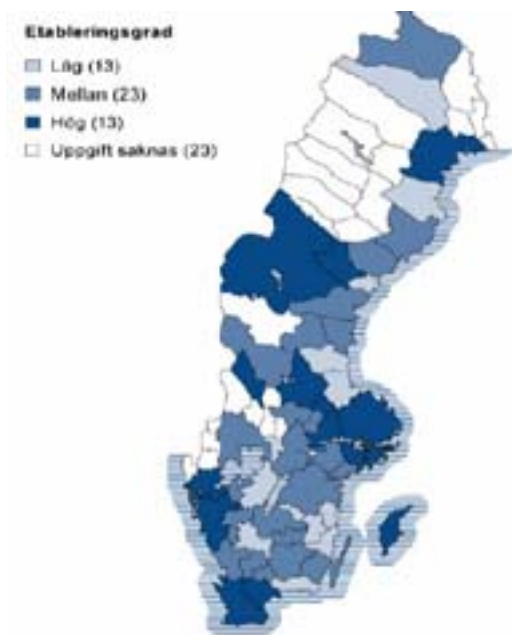 Etableringsgrad
Låg (13)
Mellan (23)
Hög (13)
Uppgift saknas (23)